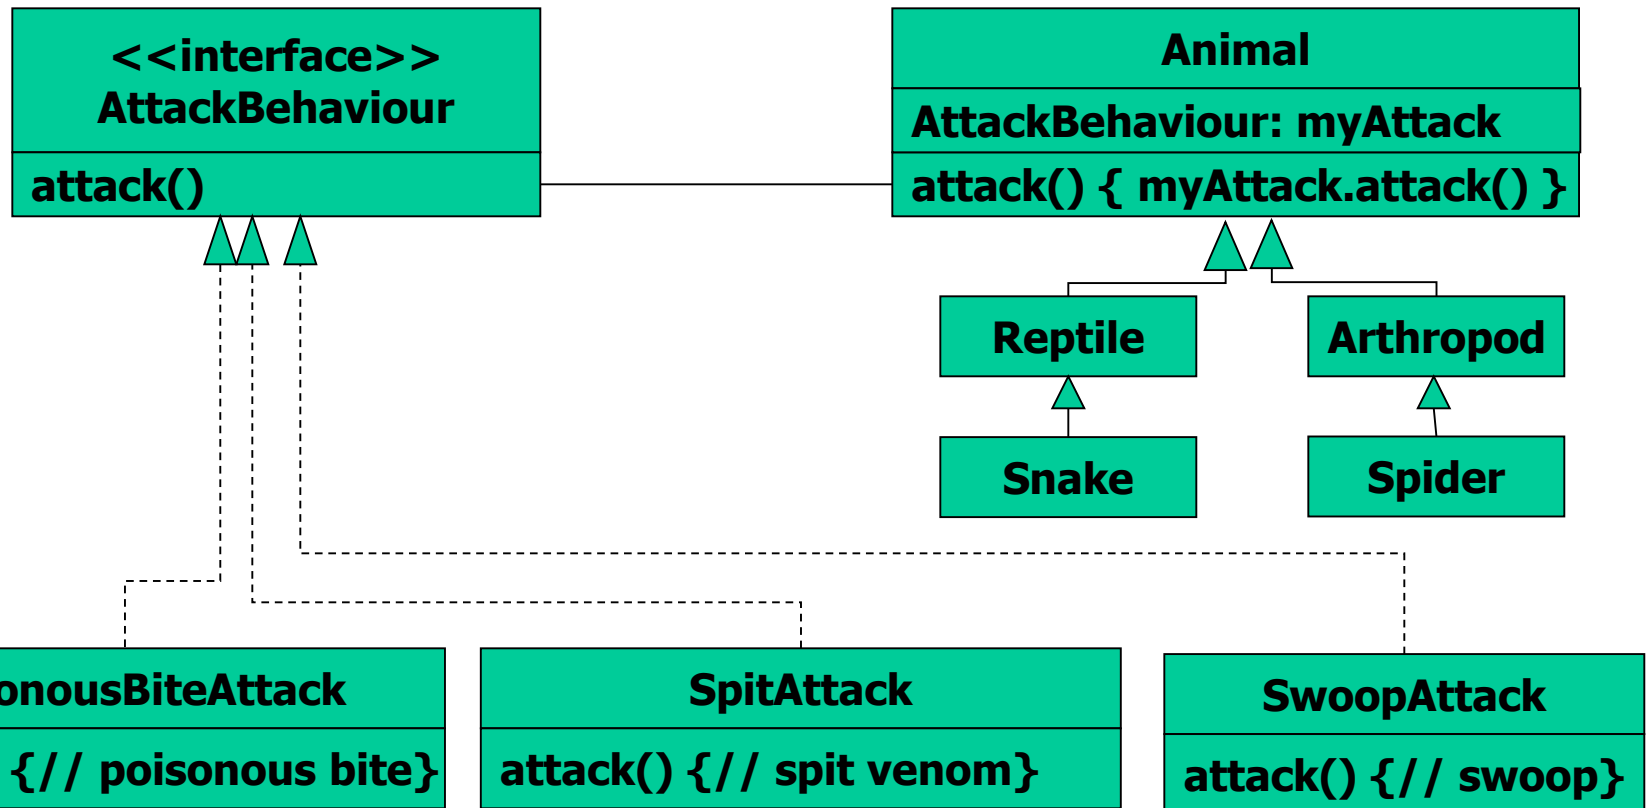 <<interface>>
AttackBehaviour
attack()
Animal
AttackBehaviour: myAttack
attack() { myAttack.attack() }
Reptile
Arthropod
Snake
Spider
onousBiteAttack
{// poisonous bite}
SpitAttack
attack() {// spit venom}
SwoopAttack
attack() {// swoop}